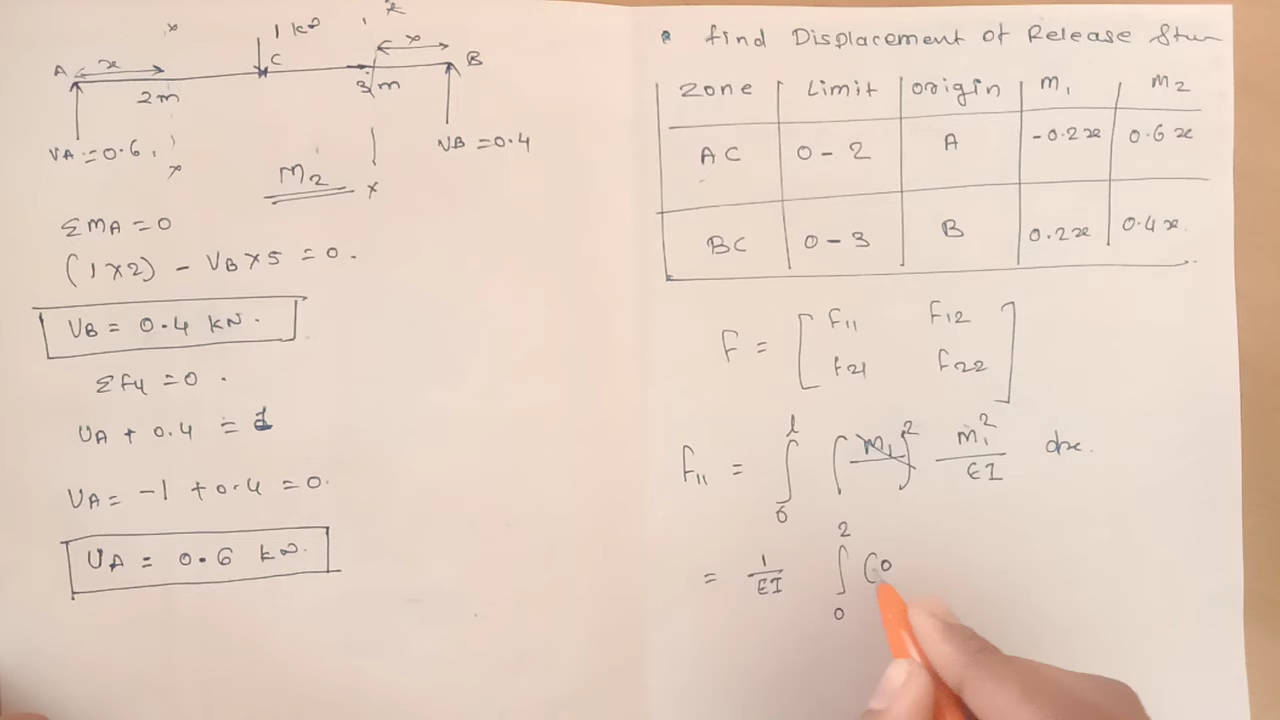 x
x
1 kN
x
x
A
C
B
2m
3m
VA = 0.6
VB = 0.4
x
M2
x
ΣMA = 0
(1 x 2) - VB x 5 = 0.
VB = 0.4 kN.
Σfy = 0.
VA + 0.4 = 1
VA = -1 + 0.4 = 0.
VA = 0.6 kN.
• find Displacement of Release Stru
Zone Limit origin m1 m2
AC 0 - 2 A -0.2x 0.6x
BC 0 - 3 B 0.2x 0.4x.
F = [ F11 F12
F21 F22 ]
F11 = ∫0^l m1²/EI dx.
= 1/EI ∫0^2 (0